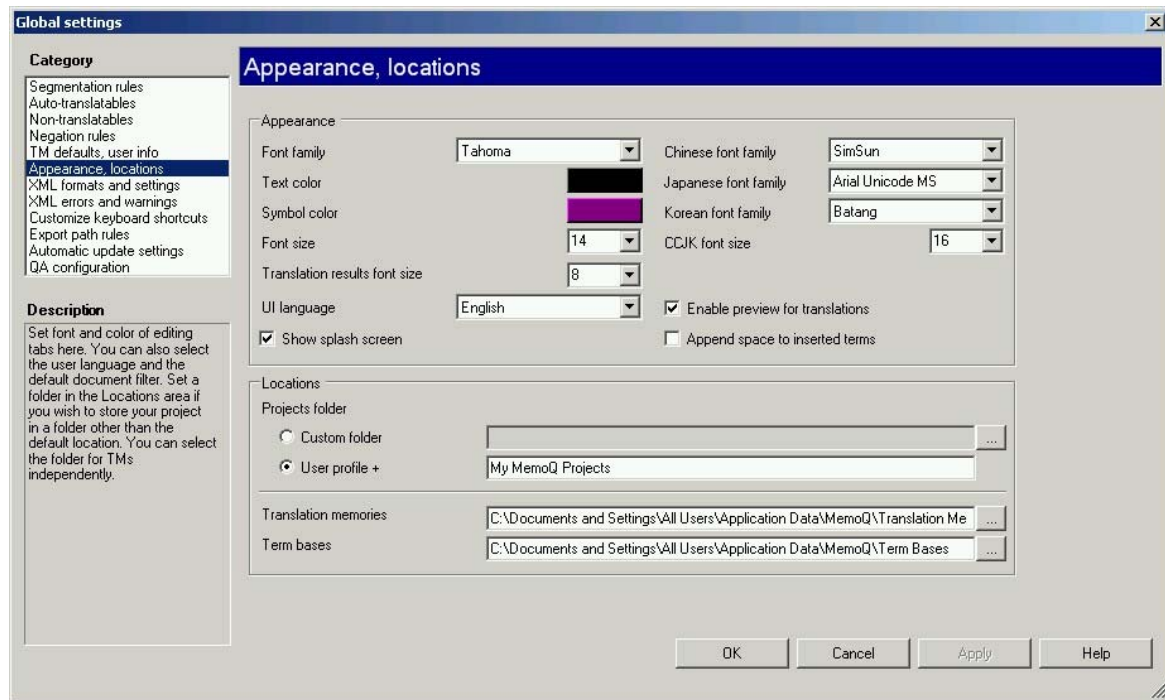 Global settings
Category
Segmentation rules
Auto-translatables
Non-translatables
Negation rules
TM defaults, user info
Appearance, locations
XML formats and settings
XML errors and warnings
Customize keyboard shortcuts
Export path rules
Automatic update settings
QA configuration
Description
Set font and color of editing
tabs here. You can also select
the user language and the
default document filter. Set a
folder in the Locations area if
you wish to store your project
in a folder other than the
default location. You can select
the folder for TMs
independently.
Appearance, locations
Appearance
Font family Tahoma Chinese font family SimSun
Text color Japanese font family Arial Unicode MS
Symbol color Korean font family Batang
Font size 14 CCJK font size 16
Translation results font size 8
UI language English Enable preview for translations
Show splash screen Append space to inserted terms
Locations
Projects folder
Custom folder ...
User profile + My MemoQ Projects
Translation memories C:\Documents and Settings\All Users\Application Data\MemoQ\Translation Me ...
Term bases C:\Documents and Settings\All Users\Application Data\MemoQ\Term Bases ...
OK Cancel Apply Help